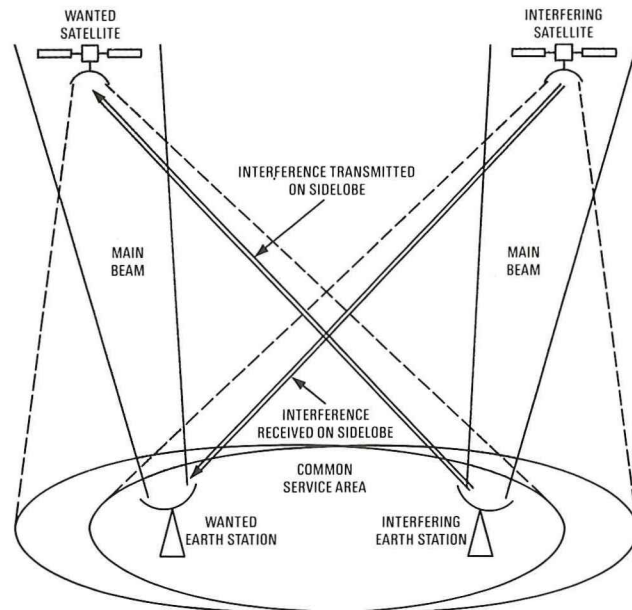 WANTED
SATELLITE
INTERFERING
SATELLITE
INTERFERENCE TRANSMITTED
ON SIDELOBE
MAIN
BEAM
MAIN
BEAM
INTERFERENCE
RECEIVED ON SIDELOBE
COMMON
SERVICE AREA
WANTED
EARTH STATION
INTERFERING
EARTH STATION